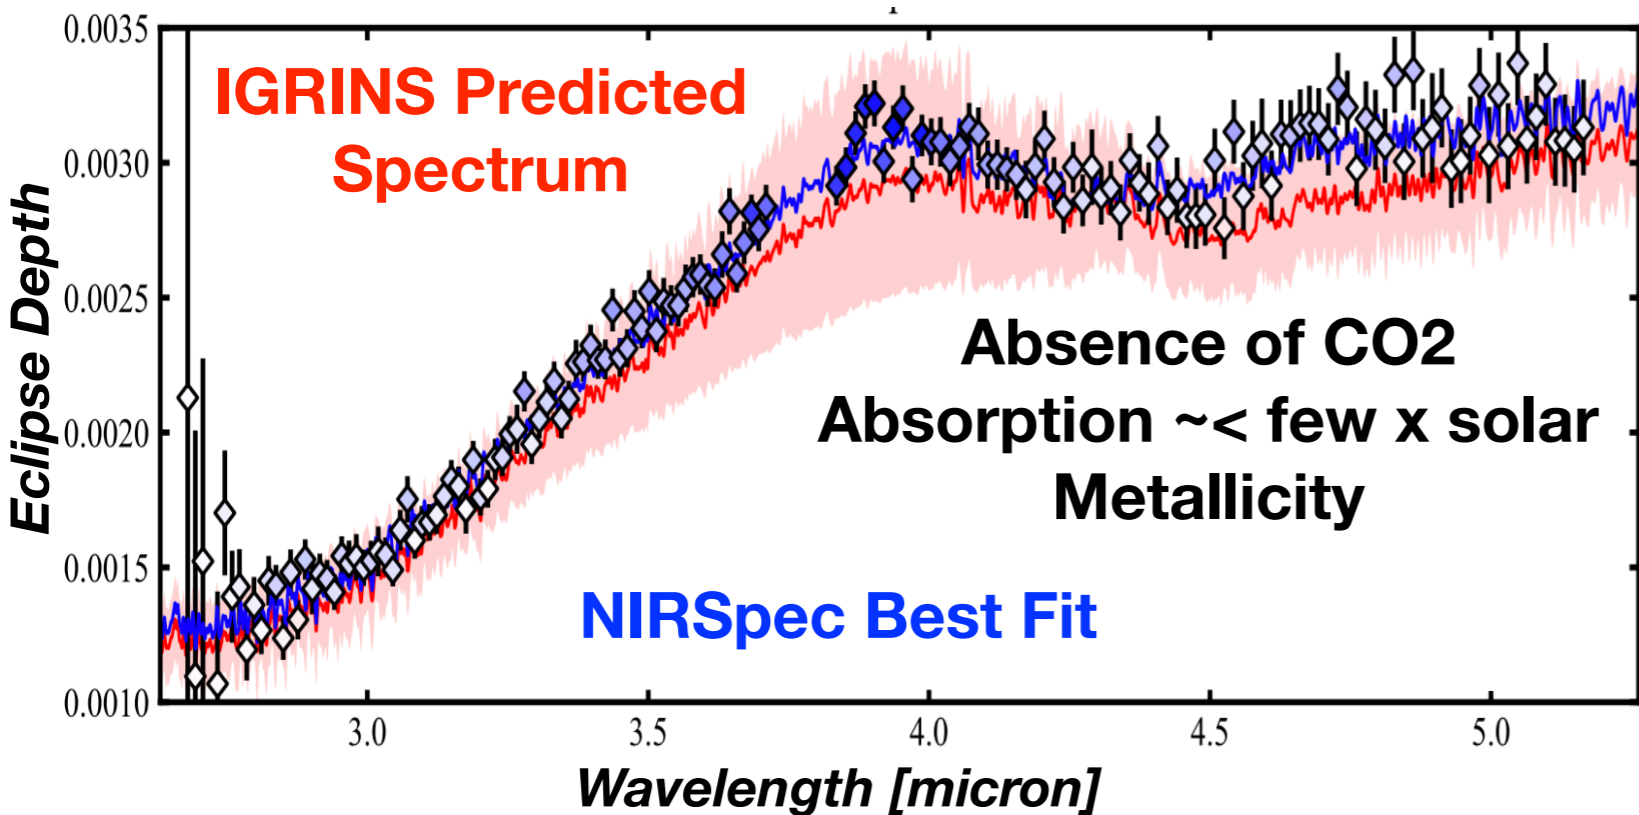 0.0035
0.0030
0.0025
0.0020
0.0015
0.0010
Eclipse Depth
IGRINS Predicted
Spectrum
Absence of CO2
Absorption ~< few x solar
Metallicity
NIRSpec Best Fit
3.0 3.5 4.0 4.5 5.0
Wavelength [micron]